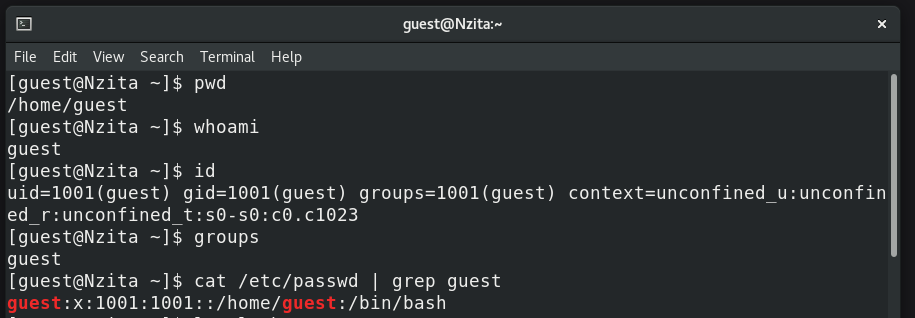 guest@Nzita:~
File Edit View Search Terminal Help
[guest@Nzita ~]$ pwd
/home/guest
[guest@Nzita ~]$ whoami
guest
[guest@Nzita ~]$ id
uid=1001(guest) gid=1001(guest) groups=1001(guest) context=unconfined_u:unconfin
ed_r:unconfined_t:s0-s0:c0.c1023
[guest@Nzita ~]$ groups
guest
[guest@Nzita ~]$ cat /etc/passwd | grep guest
guest:x:1001:1001::/home/guest:/bin/bash